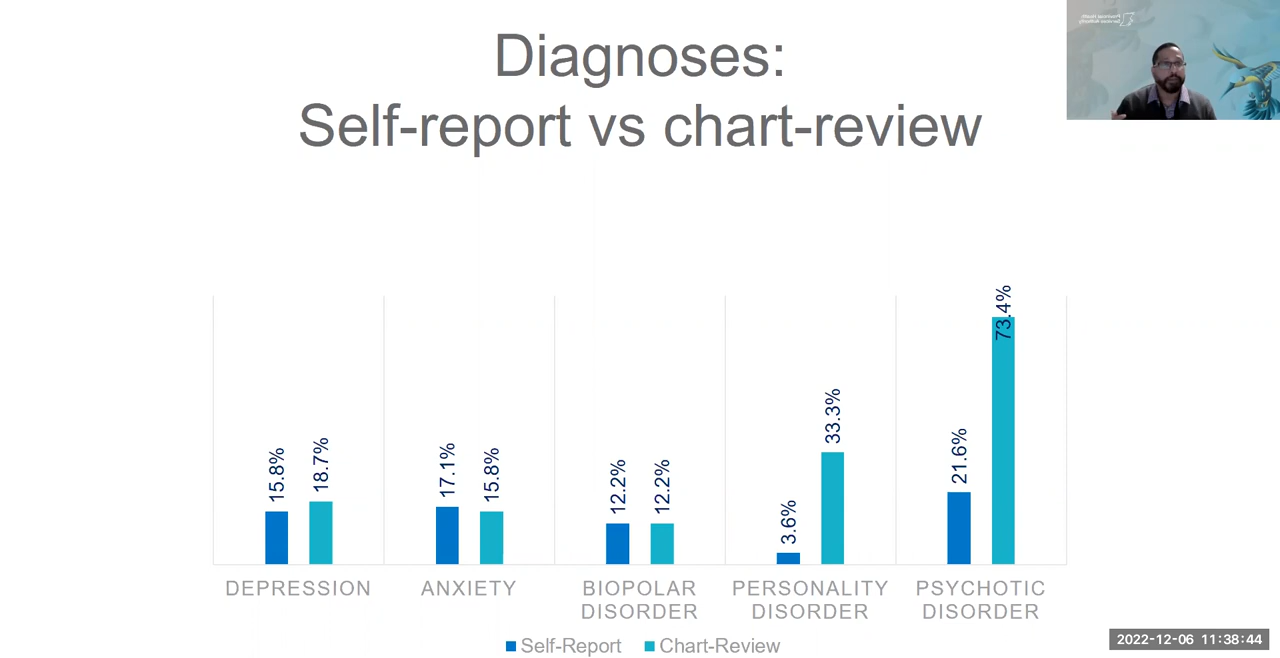 Diagnoses:
Self-report vs chart-review
15.8%
18.7%
17.1%
15.8%
12.2%
12.2%
3.6%
33.3%
21.6%
73.4%
DEPRESSION
ANXIETY
BIOPOLAR
DISORDER
PERSONALITY
DISORDER
PSYCHOTIC
DISORDER
Self-Report
Chart-Review
2022-12-06 11:38:44